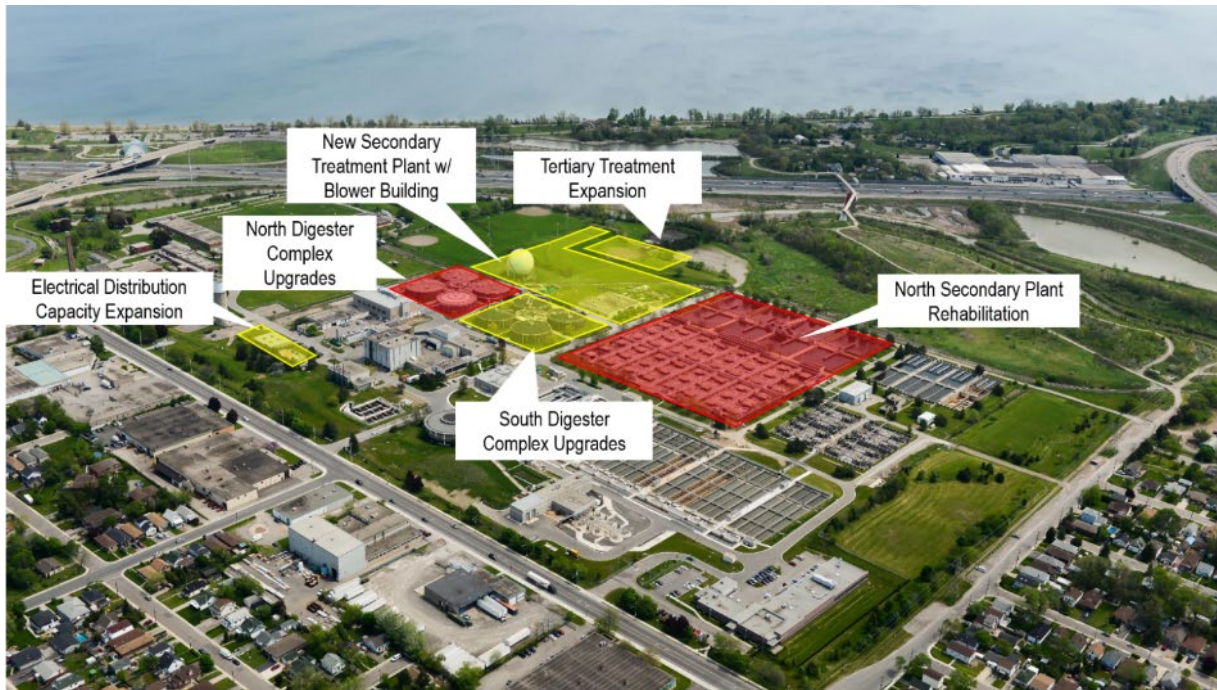 New Secondary
Treatment Plant w/
Blower Building
Tertiary Treatment
Expansion
North Digester
Complex
Upgrades
Electrical Distribution
Capacity Expansion
North Secondary Plant
Rehabilitation
South Digester
Complex Upgrades